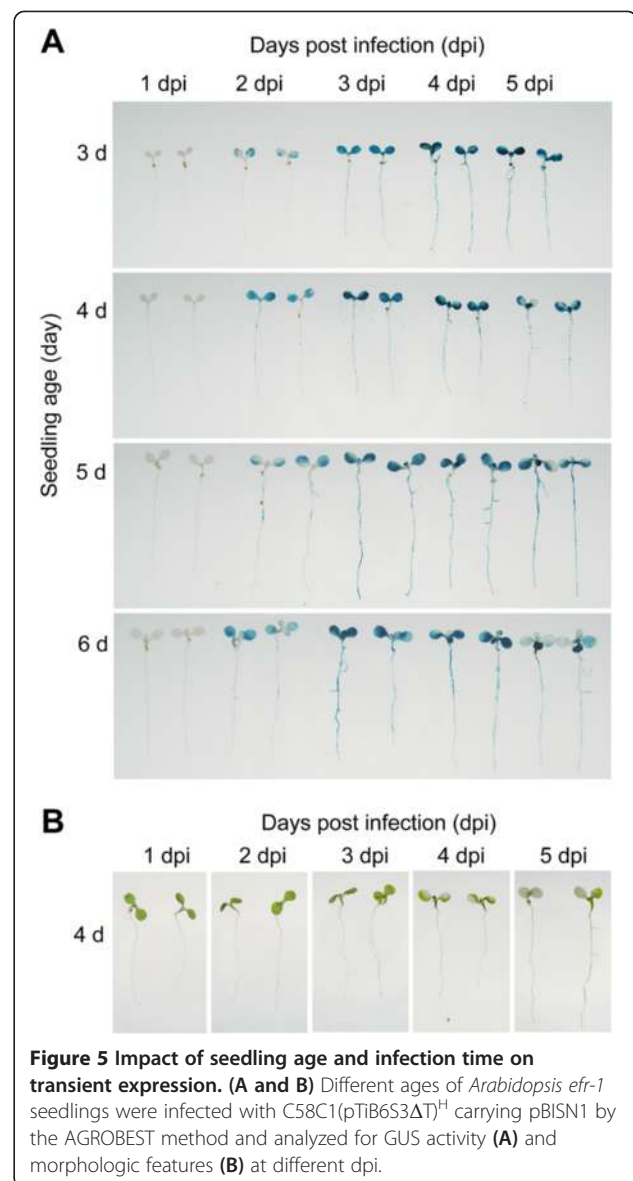 A
Days post infection (dpi)
1 dpi 2 dpi 3 dpi 4 dpi 5 dpi
Seedling age (day)
3 d
4 d
5 d
6 d
B
Days post infection (dpi)
1 dpi 2 dpi 3 dpi 4 dpi 5 dpi
4 d
Figure 5 Impact of seedling age and infection time on
transient expression. (A and B) Different ages of Arabidopsis efr-1
seedlings were infected with C58C1(pTiB6S3ΔT)ᴴ carrying pBISN1 by
the AGROBEST method and analyzed for GUS activity (A) and
morphologic features (B) at different dpi.